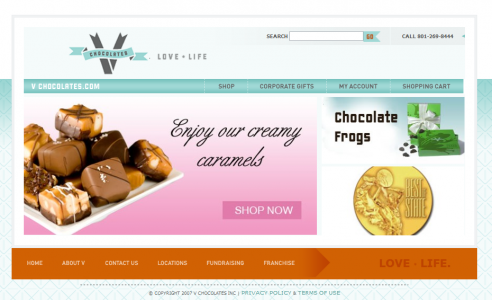 SEARCH
GO
CALL 801-269-8444
CHOCOLATES
LOVE • LIFE
V CHOCOLATES.COM
SHOP
CORPORATE GIFTS
MY ACCOUNT
SHOPPING CART
Enjoy our creamy
caramels
SHOP NOW
Chocolate
Frogs
BEST
STATE
HOME
ABOUT V
CONTACT US
LOCATIONS
FUNDRAISING
FRANCHISE
LOVE · LIFE.
© COPYRIGHT 2007 V CHOCOLATES INC | PRIVACY POLICY & TERMS OF USE